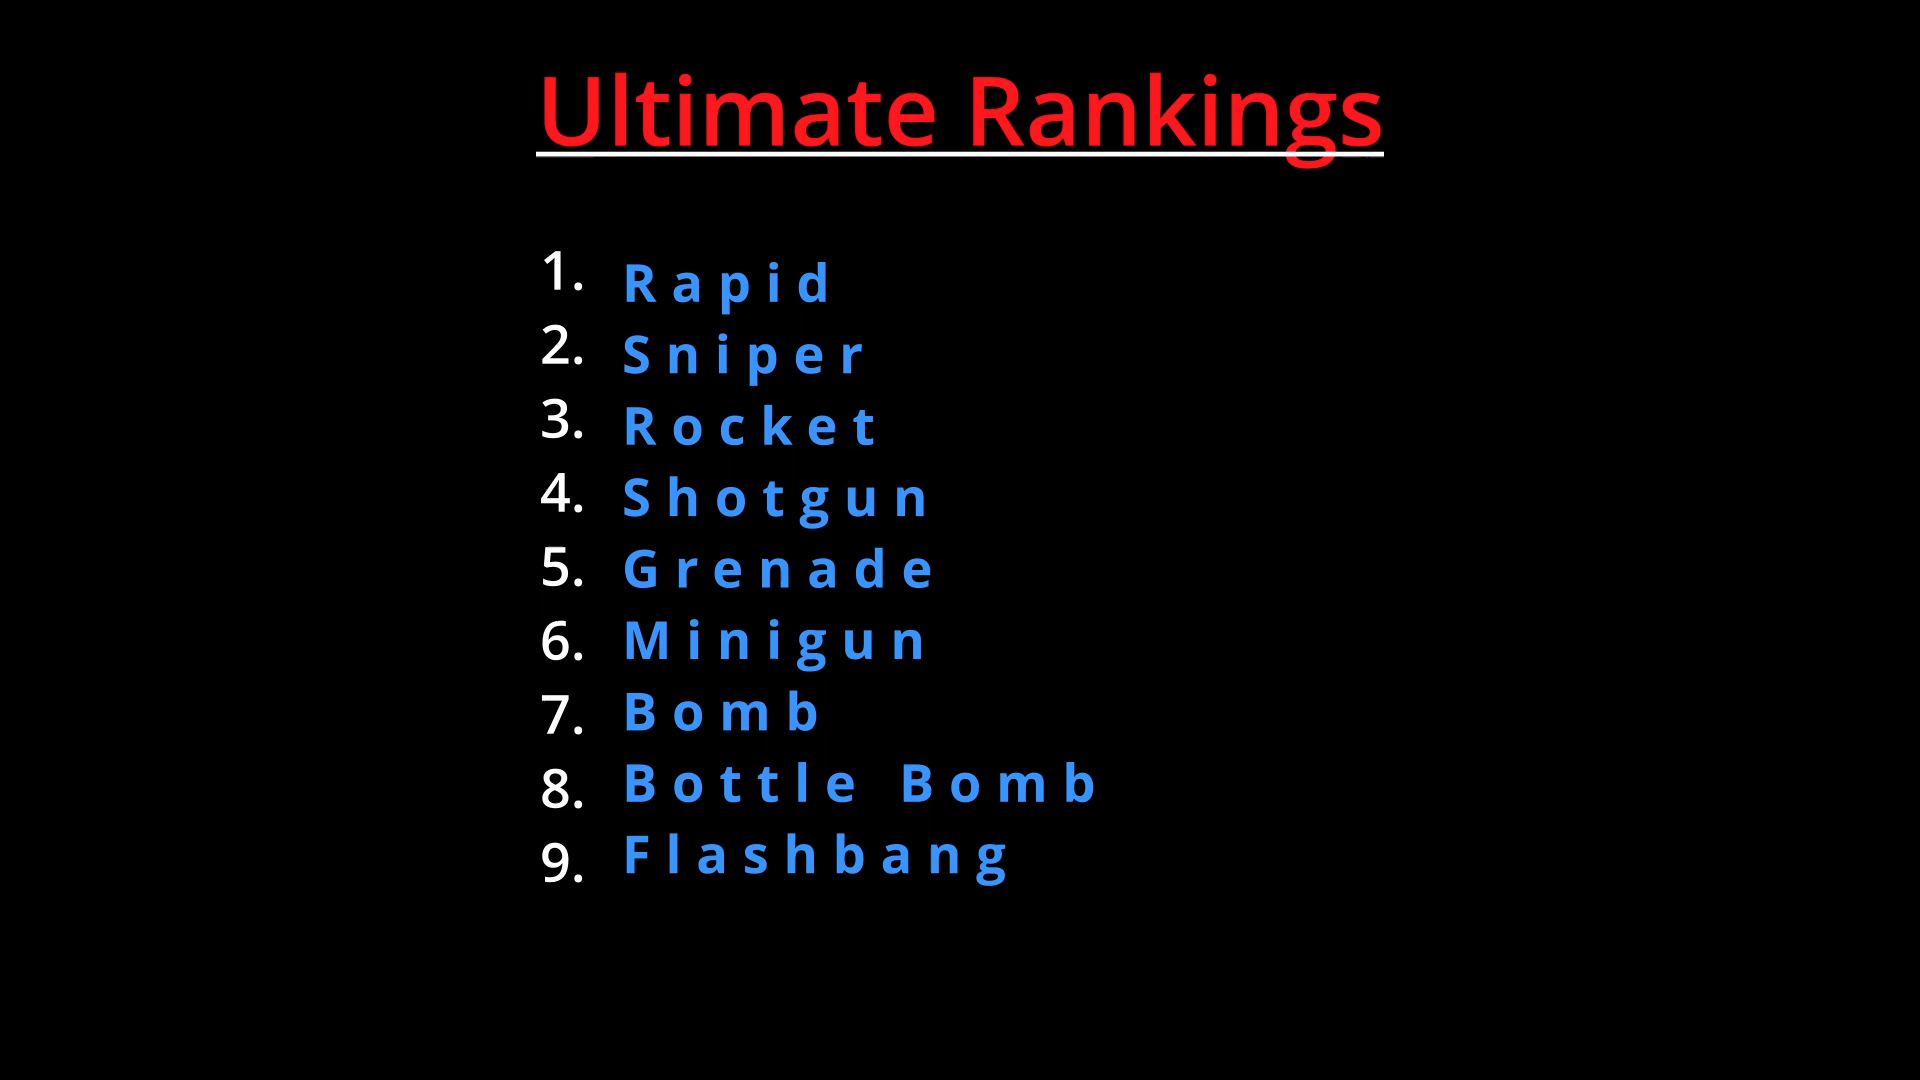 Ultimate Rankings
1. Rapid
2. Sniper
3. Rocket
4. Shotgun
5. Grenade
6. Minigun
7. Bomb
8. Bottle Bomb
9. Flashbang